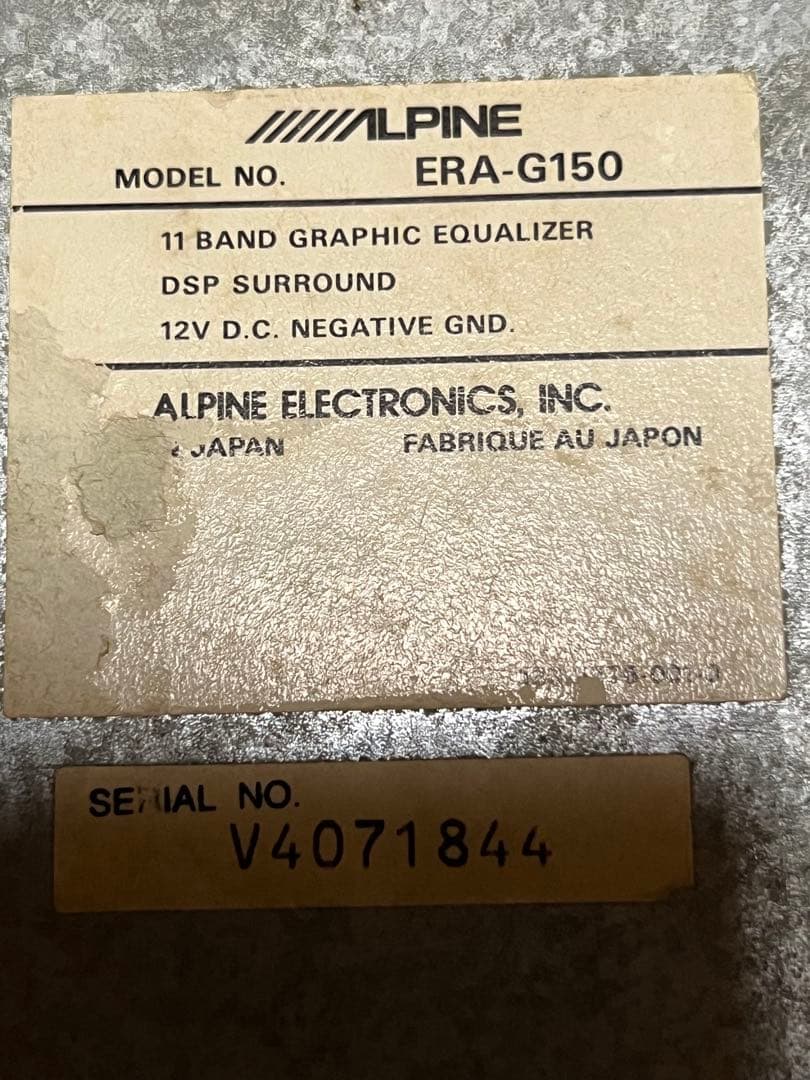 ALPINE
MODEL NO. ERA-G150
11 BAND GRAPHIC EQUALIZER
DSP SURROUND
12V D.C. NEGATIVE GND.
ALPINE ELECTRONICS, INC.
JAPAN FABRIQUE AU JAPON
SERIAL NO.
V4071844